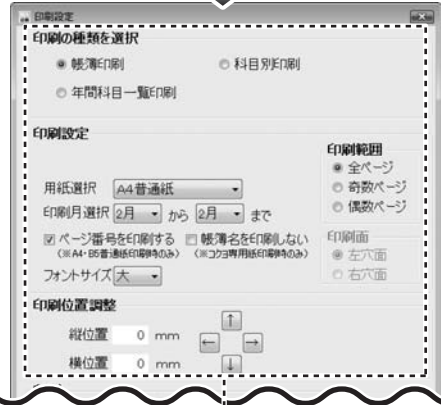 印刷設定
印刷の種類を選択
帳簿印刷 科目別印刷
年間科目一覧印刷
印刷設定
用紙選択 A4普通紙
印刷月選択 2月 から 2月 まで
ページ番号を印刷する 帳簿名を印刷しない
(※A4・B5普通紙印刷時のみ) (※コクヨ専用紙印刷時のみ)
フォントサイズ 大
印刷範囲
全ページ
奇数ページ
偶数ページ
印刷面
左穴面
右穴面
印刷位置調整
縦位置 0 mm
横位置 0 mm
↑
← →
↓